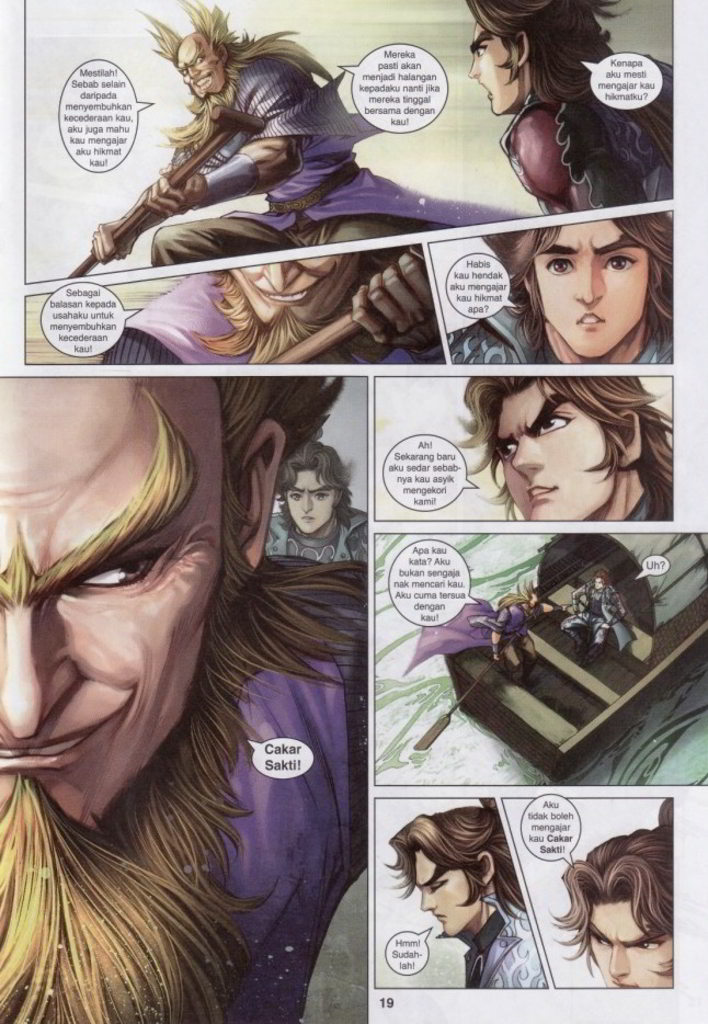 Mestilah!
Sebab selain
daripada
menyembuhkan
kecederaan kau,
aku juga mahu
kau mengajar
aku hikmat
kau!
Mereka
pasti akan
menjadi halangan
kepadaku nanti jika
mereka tinggal
bersama dengan
kau!
Kenapa
aku mesti
mengajar kau
hikmatku?
Sebagai
balasan kepada
usahaku untuk
menyembuhkan
kecederaan
kau!
Habis
kau hendak
aku mengajar
kau hikmat
apa?
Cakar
Sakti!
Ah!
Sekarang baru
aku sedar sebab-
nya kau asyik
mengekori
kami!
Apa kau
kata? Aku
bukan sengaja
nak mencari kau.
Aku cuma tersua
dengan
kau!
Uh?
Hmm!
Sudah-
lah!
Aku
tidak boleh
mengajar
kau Cakar
Sakti!
19